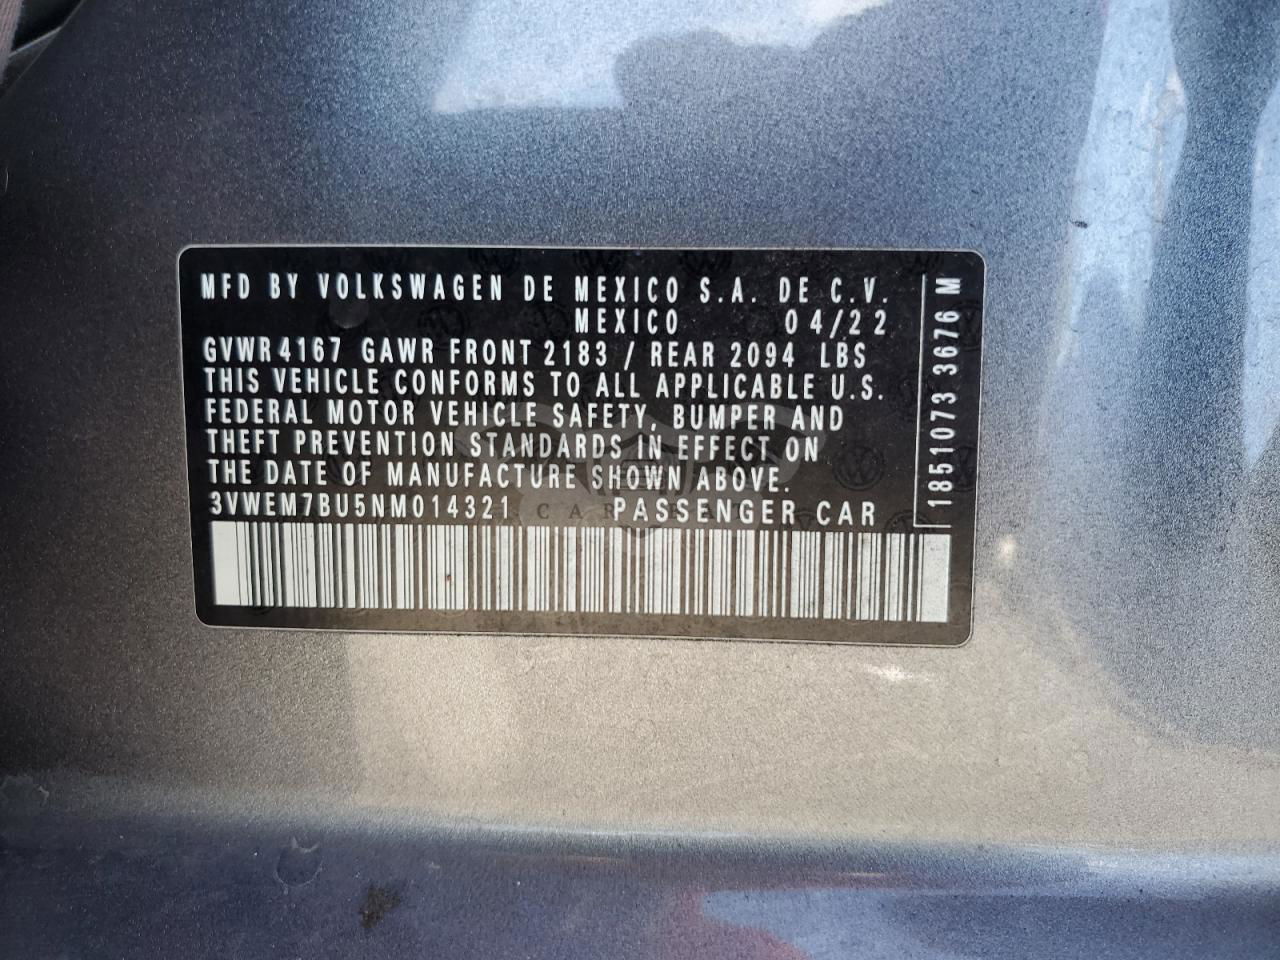 MFD BY VOLKSWAGEN DE MEXICO S.A. DE C.V.
MEXICO 04/22
GVWR 4167 GAWR FRONT 2183 / REAR 2094 LBS
THIS VEHICLE CONFORMS TO ALL APPLICABLE U.S.
FEDERAL MOTOR VEHICLE SAFETY, BUMPER AND
THEFT PREVENTION STANDARDS IN EFFECT ON
THE DATE OF MANUFACTURE SHOWN ABOVE.
3VWEM7BU5NM014321 PASSENGER CAR
1851073 3676 M